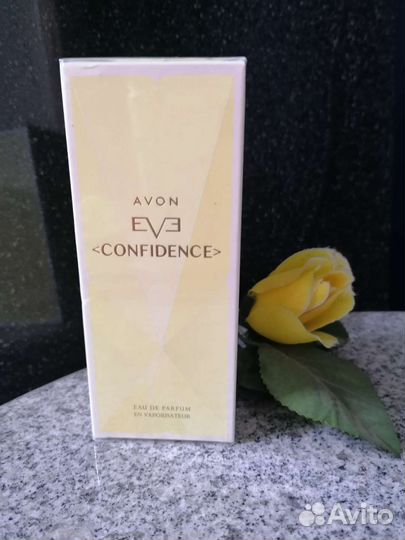 AVON
EVE
<CONFIDENCE>
EAU DE PARFUM
EN VAPORISATEUR
Avito